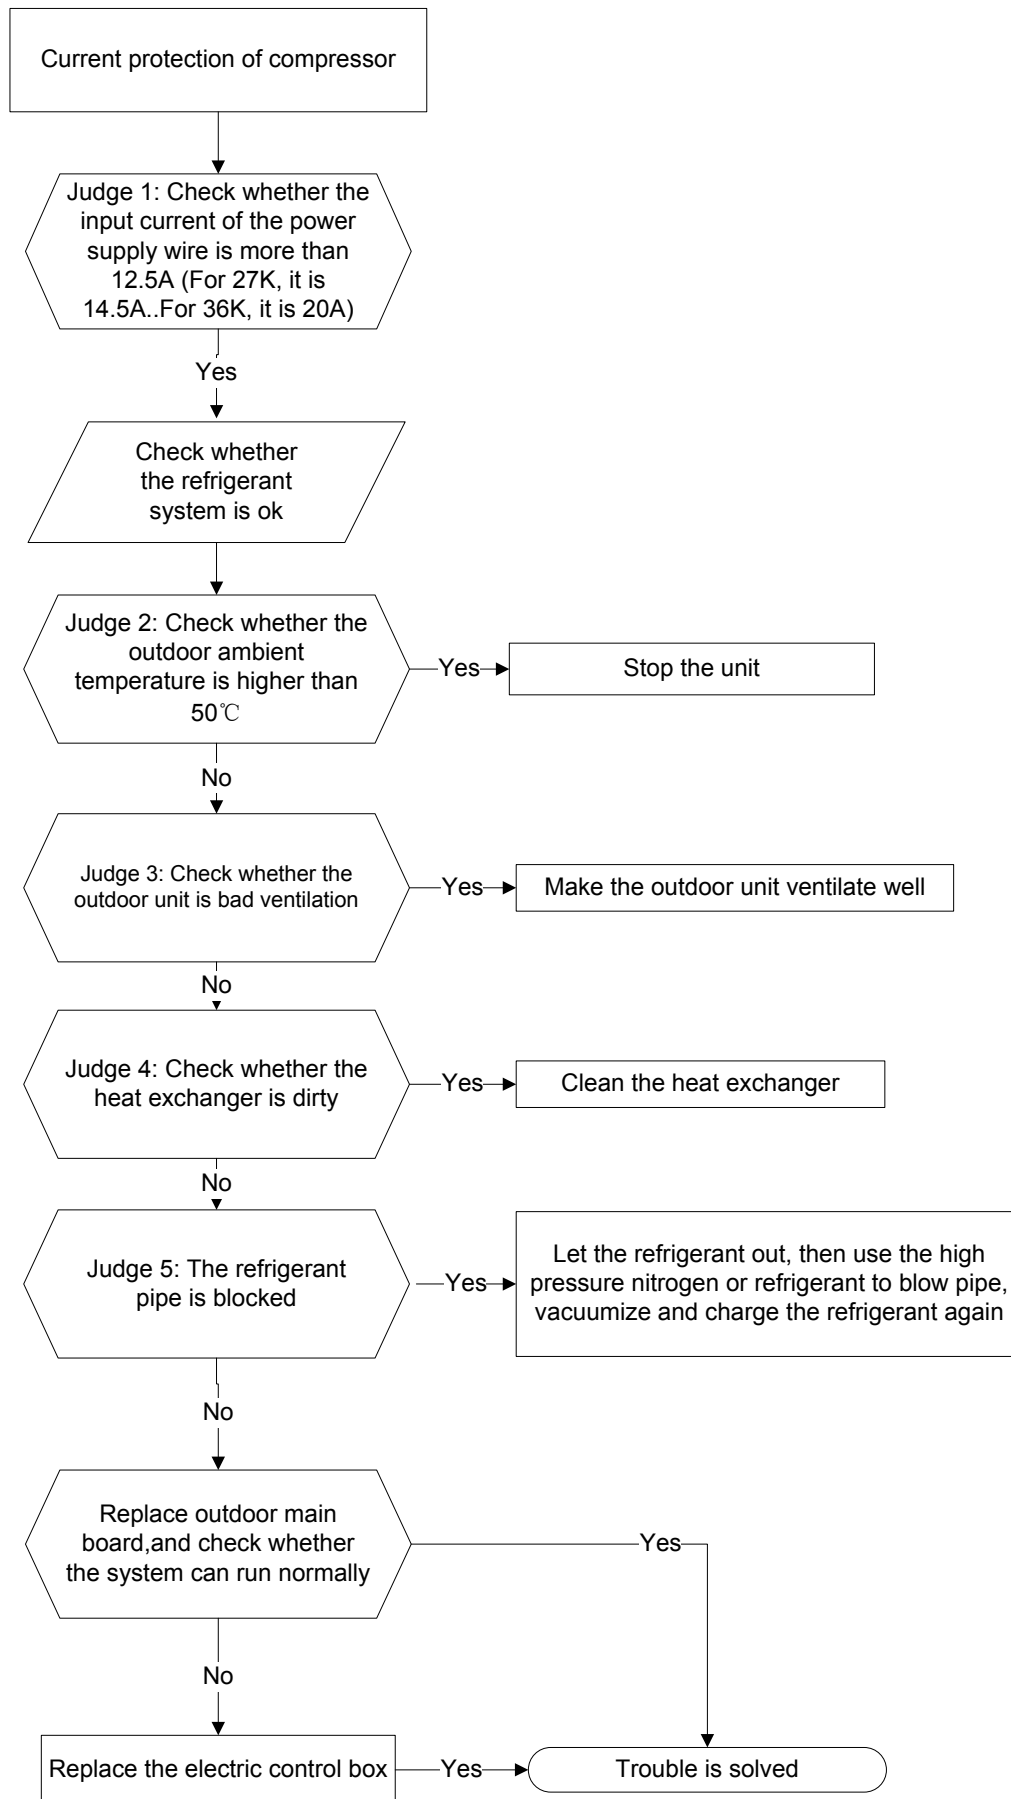 Current protection of compressor
Judge 1: Check whether the
input current of the power
supply wire is more than
12.5A (For 27K, it is
14.5A..For 36K, it is 20A)
Yes
Check whether
the refrigerant
system is ok
Judge 2: Check whether the
outdoor ambient
temperature is higher than
50℃
Yes
Stop the unit
No
Judge 3: Check whether the
outdoor unit is bad ventilation
Yes
Make the outdoor unit ventilate well
No
Judge 4: Check whether the
heat exchanger is dirty
Yes
Clean the heat exchanger
No
Judge 5: The refrigerant
pipe is blocked
Yes
Let the refrigerant out, then use the high
pressure nitrogen or refrigerant to blow pipe,
vacuumize and charge the refrigerant again
No
Replace outdoor main
board,and check whether
the system can run normally
Yes
No
Replace the electric control box
Yes
Trouble is solved